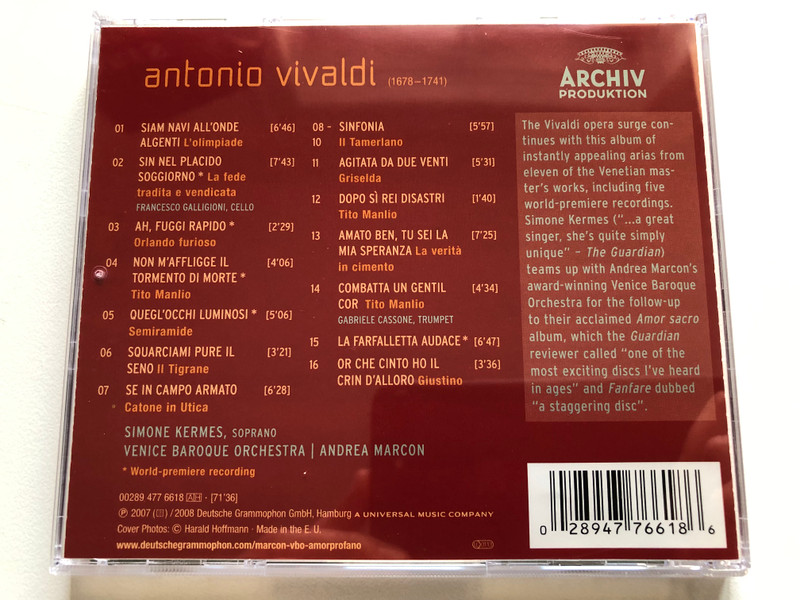 antonio vivaldi (1678–1741)
ARCHIV
PRODUKTION
01 SIAM NAVI ALL'ONDE [6'46]
ALGENTI L'olimpiade
02 SIN NEL PLACIDO [7'43]
SOGGIORNO * La fede
tradita e vendicata
FRANCESCO GALLIGIONI, CELLO
03 AH, FUGGI RAPIDO * [2'29]
Orlando furioso
04 NON M'AFFLIGGE IL [4'06]
TORMENTO DI MORTE *
Tito Manlio
05 QUEGL'OCCHI LUMINOSI * [5'06]
Semiramide
06 SQUARCIAMI PURE IL [3'21]
SENO Il Tigrane
07 SE IN CAMPO ARMATO [6'28]
Catone in Utica
08 – SINFONIA [5'57]
10 Il Tamerlano
11 AGITATA DA DUE VENTI [5'31]
Griselda
12 DOPO SÌ REI DISASTRI [1'40]
Tito Manlio
13 AMATO BEN, TU SEI LA [7'25]
MIA SPERANZA La verità
in cimento
14 COMBATTA UN GENTIL [4'34]
COR Tito Manlio
GABRIELE CASSONE, TRUMPET
15 LA FARFALLETTA AUDACE * [6'47]
16 OR CHE CINTO HO IL [3'36]
CRIN D'ALLORO Giustino
The Vivaldi opera surge con-
tinues with this album of
instantly appealing arias from
eleven of the Venetian mas-
ter's works, including five
world-premiere recordings.
Simone Kermes ("...a great
singer, she's quite simply
unique" – The Guardian)
teams up with Andrea Marcon's
award-winning Venice Baroque
Orchestra for the follow-up
to their acclaimed Amor sacro
album, which the Guardian
reviewer called "one of the
most exciting discs I've heard
in ages" and Fanfare dubbed
"a staggering disc".
SIMONE KERMES, SOPRANO
VENICE BAROQUE ORCHESTRA | ANDREA MARCON
* World-premiere recording
00289 477 6618 AH · [71'36]
℗ 2007 / 2008 Deutsche Grammophon GmbH, Hamburg A UNIVERSAL MUSIC COMPANY
Cover Photos: © Harald Hoffmann · Made in the E. U.
www.deutschegrammophon.com/marcon-vbo-amorprofano
0 28947 76618 6